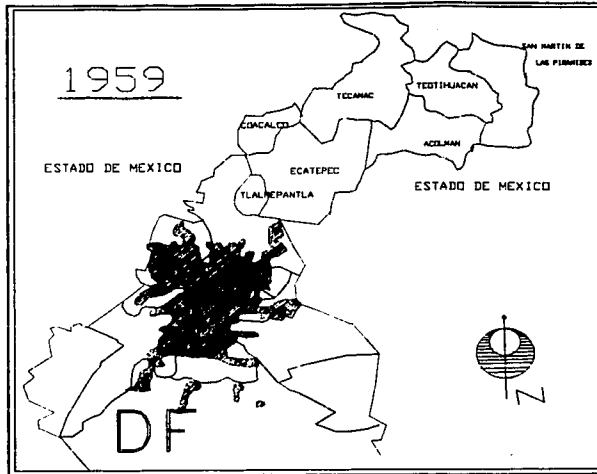 1959
SAN MARTIN DE
LAS PIRAMIDES
TECAMAC
TEOTIHUACAN
COACALCO
ACOLMAN
ESTADO DE MEXICO
ECATEPEC
ESTADO DE MEXICO
TLALNEPANTLA
DF
N